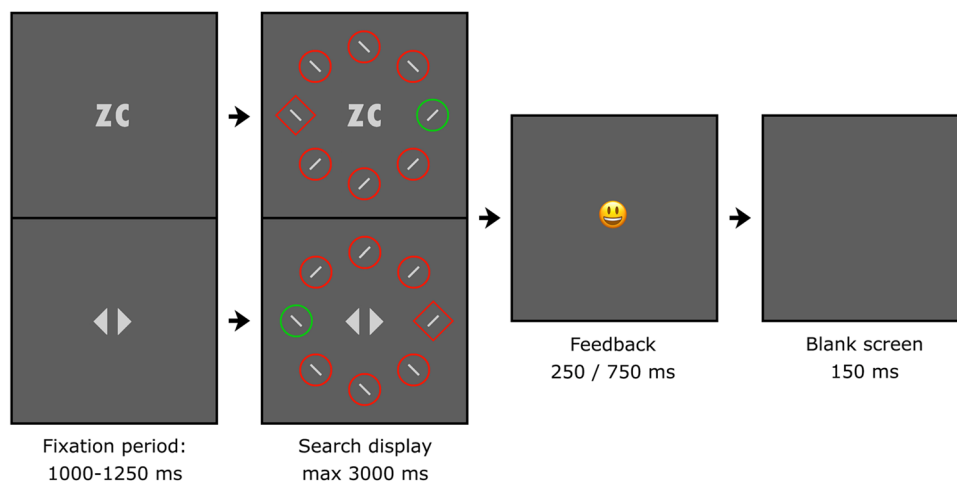 ZC
ZC
Feedback
250 / 750 ms
Blank screen
150 ms
Fixation period:
1000-1250 ms
Search display
max 3000 ms